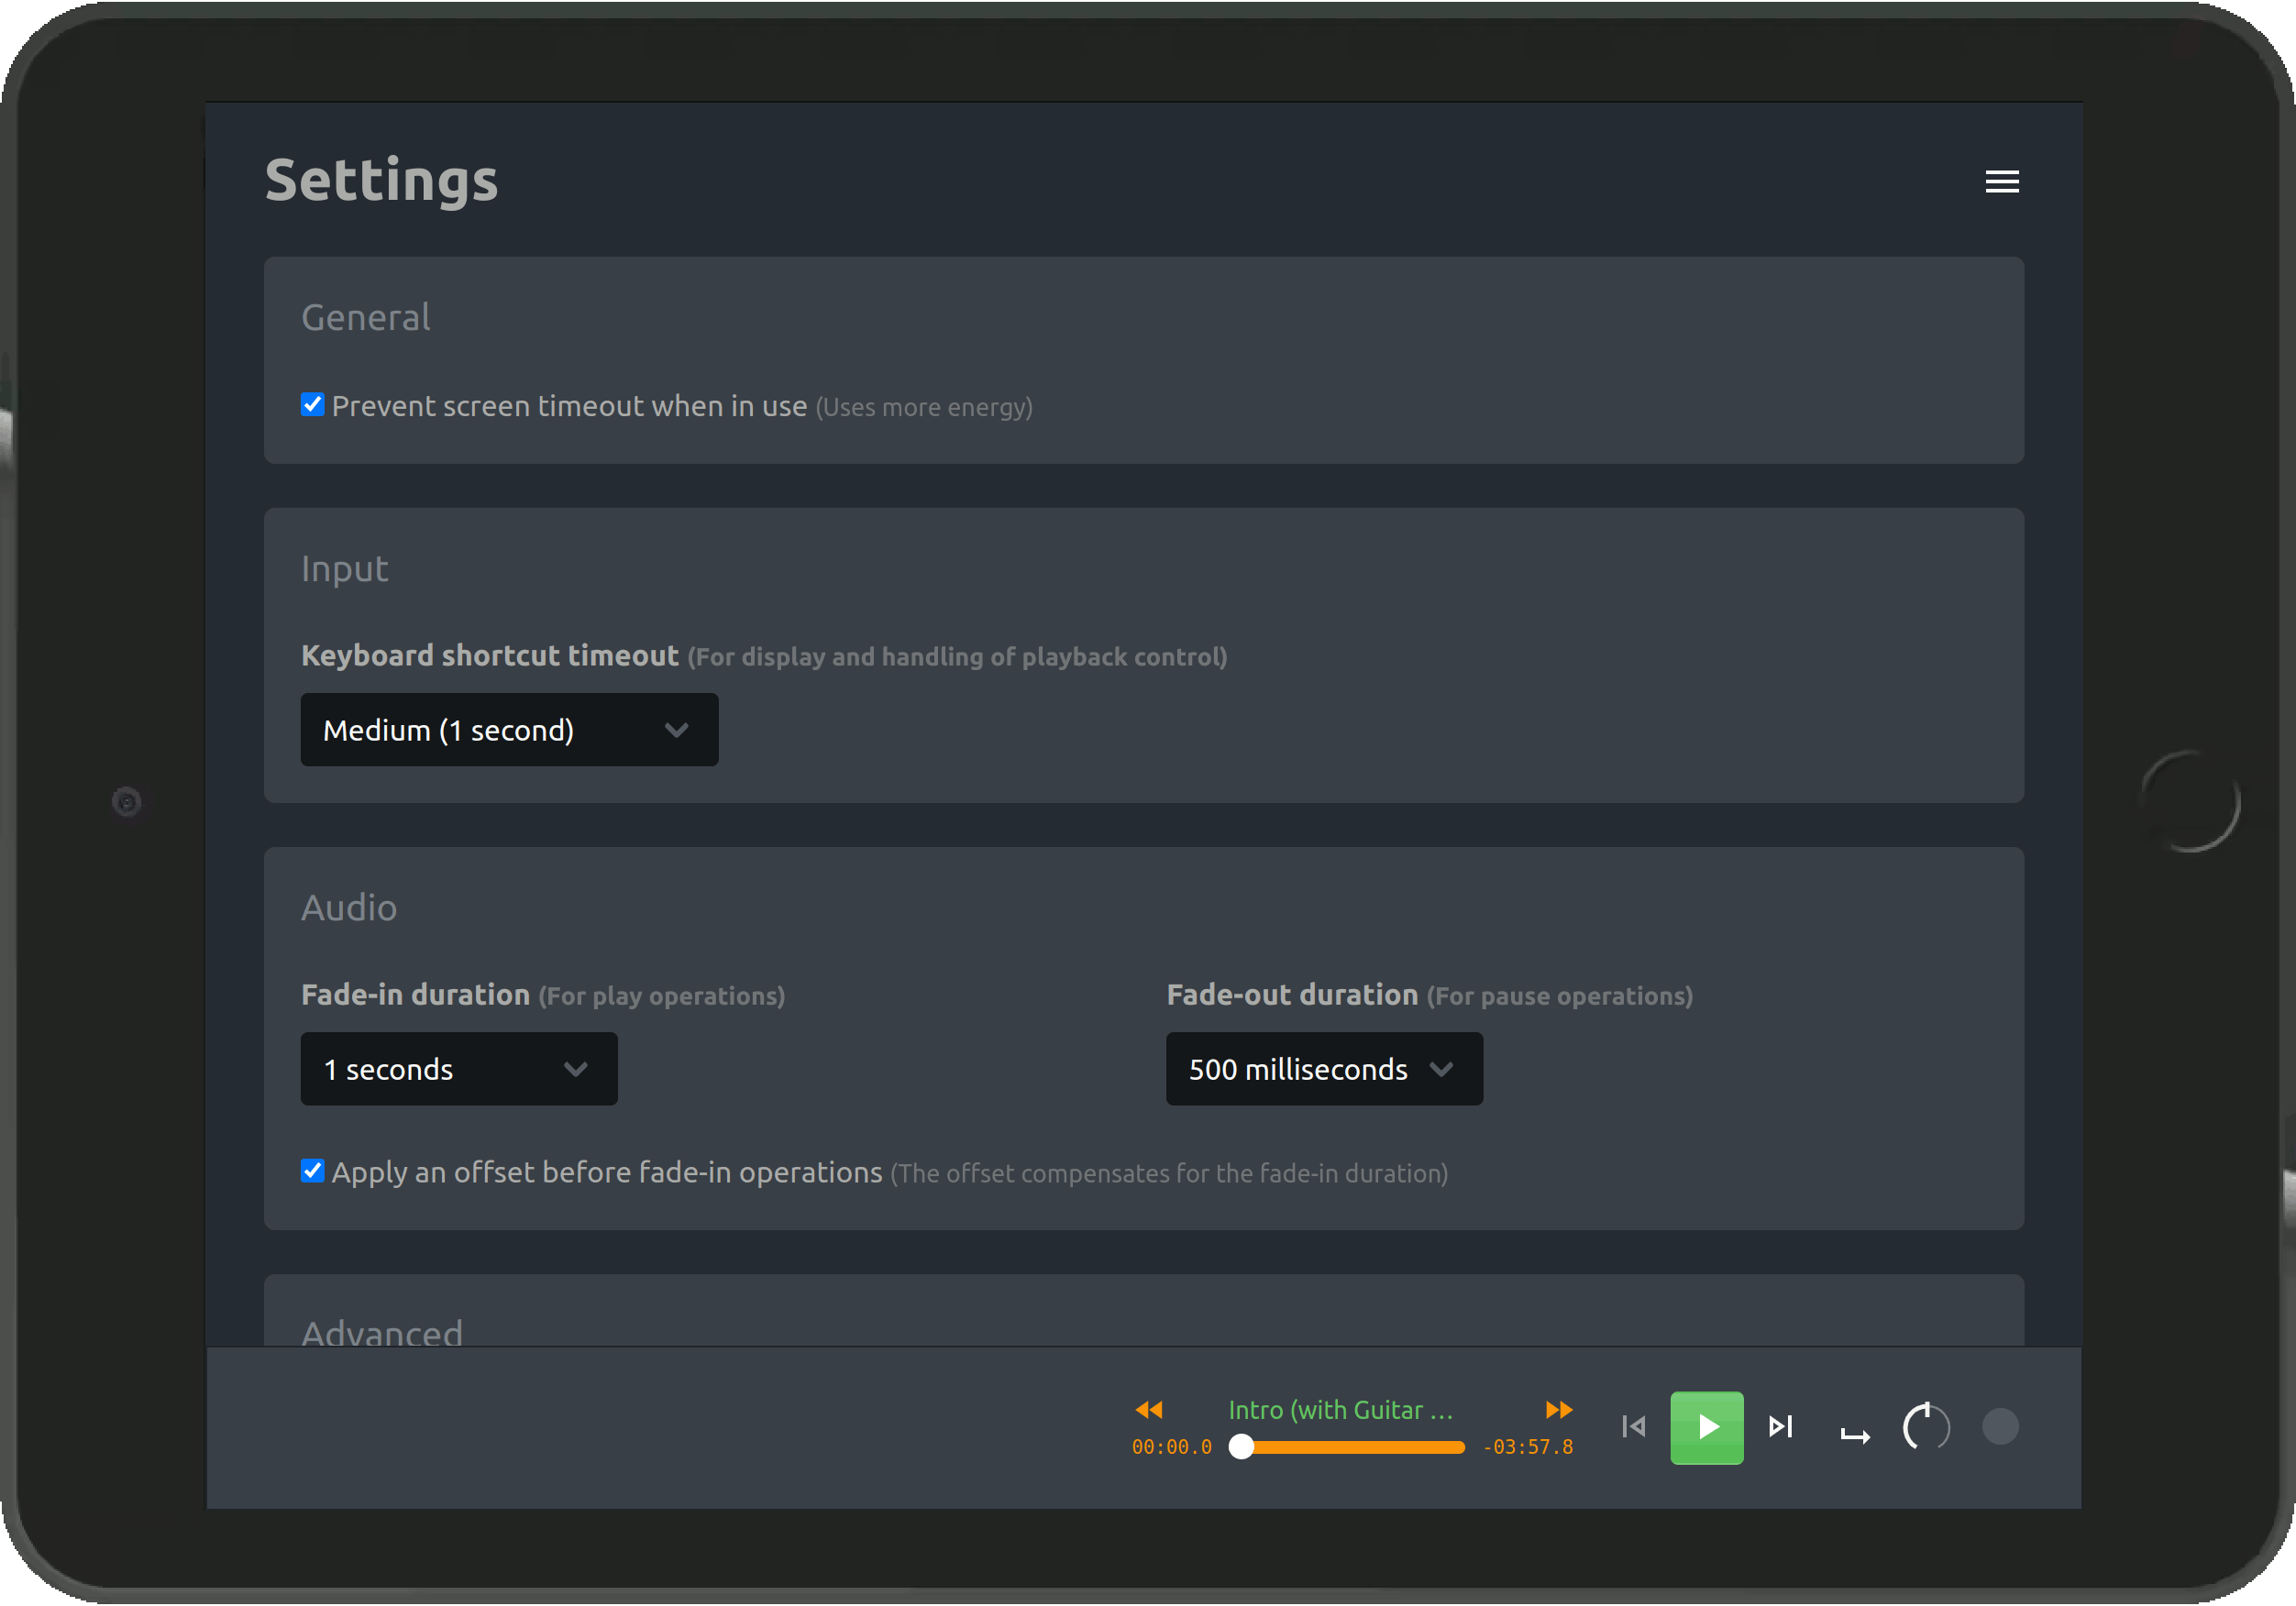 Settings
General
Prevent screen timeout when in use (Uses more energy)
Input
Keyboard shortcut timeout (For display and handling of playback control)
Medium (1 second)
Audio
Fade-in duration (For play operations)
Fade-out duration (For pause operations)
1 seconds
500 milliseconds
Apply an offset before fade-in operations (The offset compensates for the fade-in duration)
Advanced
Intro (with Guitar ...
00:00.0
-03:57.8